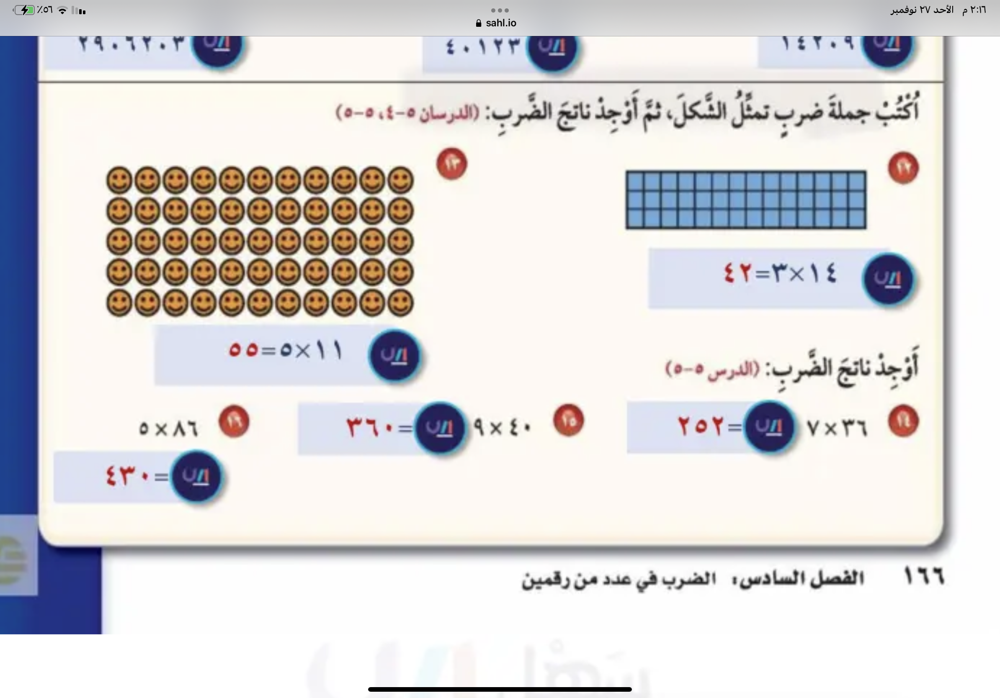 ٢:١٦ م الأحد ٢٧ نوفمبر
٪٥٦
sahl.io
١٤٢٠٩
٤٠١٢٣
٢٩٠٦٢٠٣
اُكْتُبْ جملةَ ضربٍ تمثِّلُ الشَّكلَ، ثمَّ أَوْجِدْ ناتجَ الضَّربِ: (الدرسان ٥-٤، ٥-٥)
١٢
١٣
١٤×٣=٤٢
١١×٥=٥٥
أَوْجِدْ ناتجَ الضَّربِ: (الدرس ٥-٥)
١٤ ٣٦ × ٧ =٢٥٢
١٥ ٤٠ × ٩ =٣٦٠
١٦ ٨٦ × ٥
=٤٣٠
١٦٦ الفصل السادس: الضرب في عدد من رقمين
سَهْل